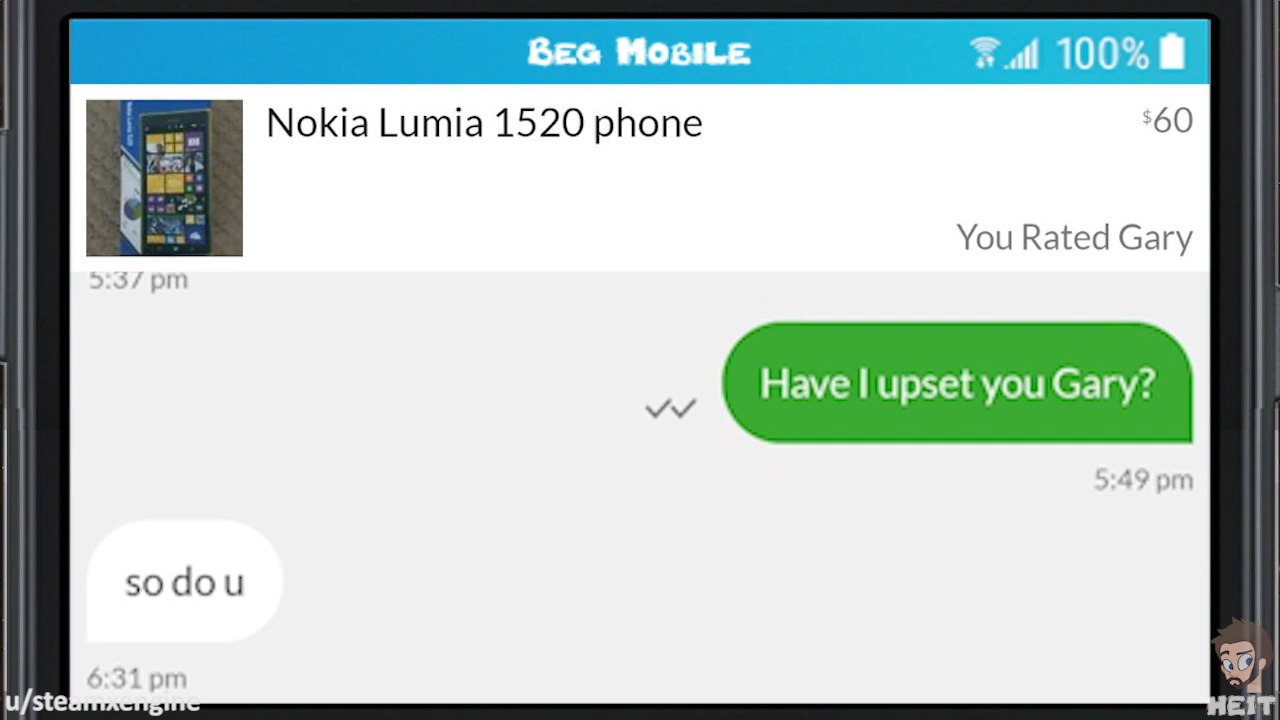 Beg Mobile
100%
Nokia Lumia 1520 phone
$60
You Rated Gary
5:37 pm
Have I upset you Gary?
5:49 pm
so do u
6:31 pm
u/steamxengine
HEIT